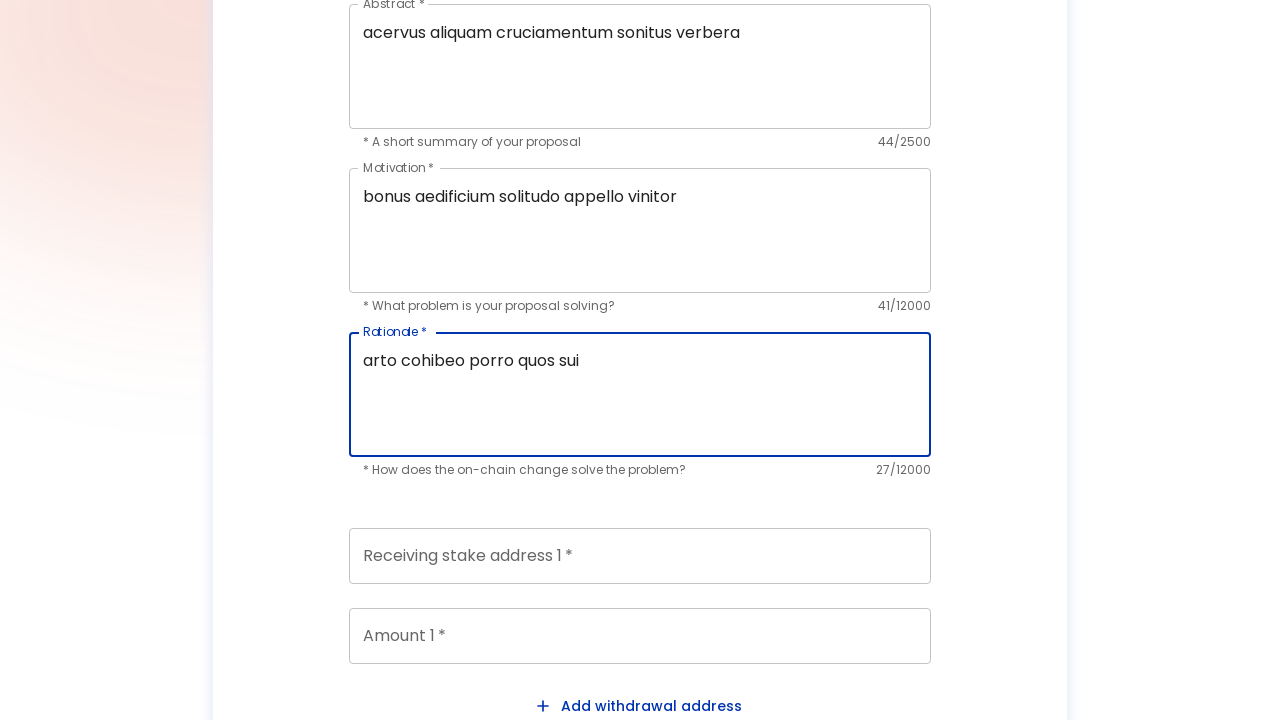 Abstract *
acervus aliquam cruciamentum sonitus verbera
* A short summary of your proposal 44/2500
Motivation *
bonus aedificium solitudo appello vinitor
* What problem is your proposal solving? 41/12000
Rationale *
arto cohibeo porro quos sui
* How does the on-chain change solve the problem? 27/12000
Receiving stake address 1 *
Amount 1 *
+ Add withdrawal address